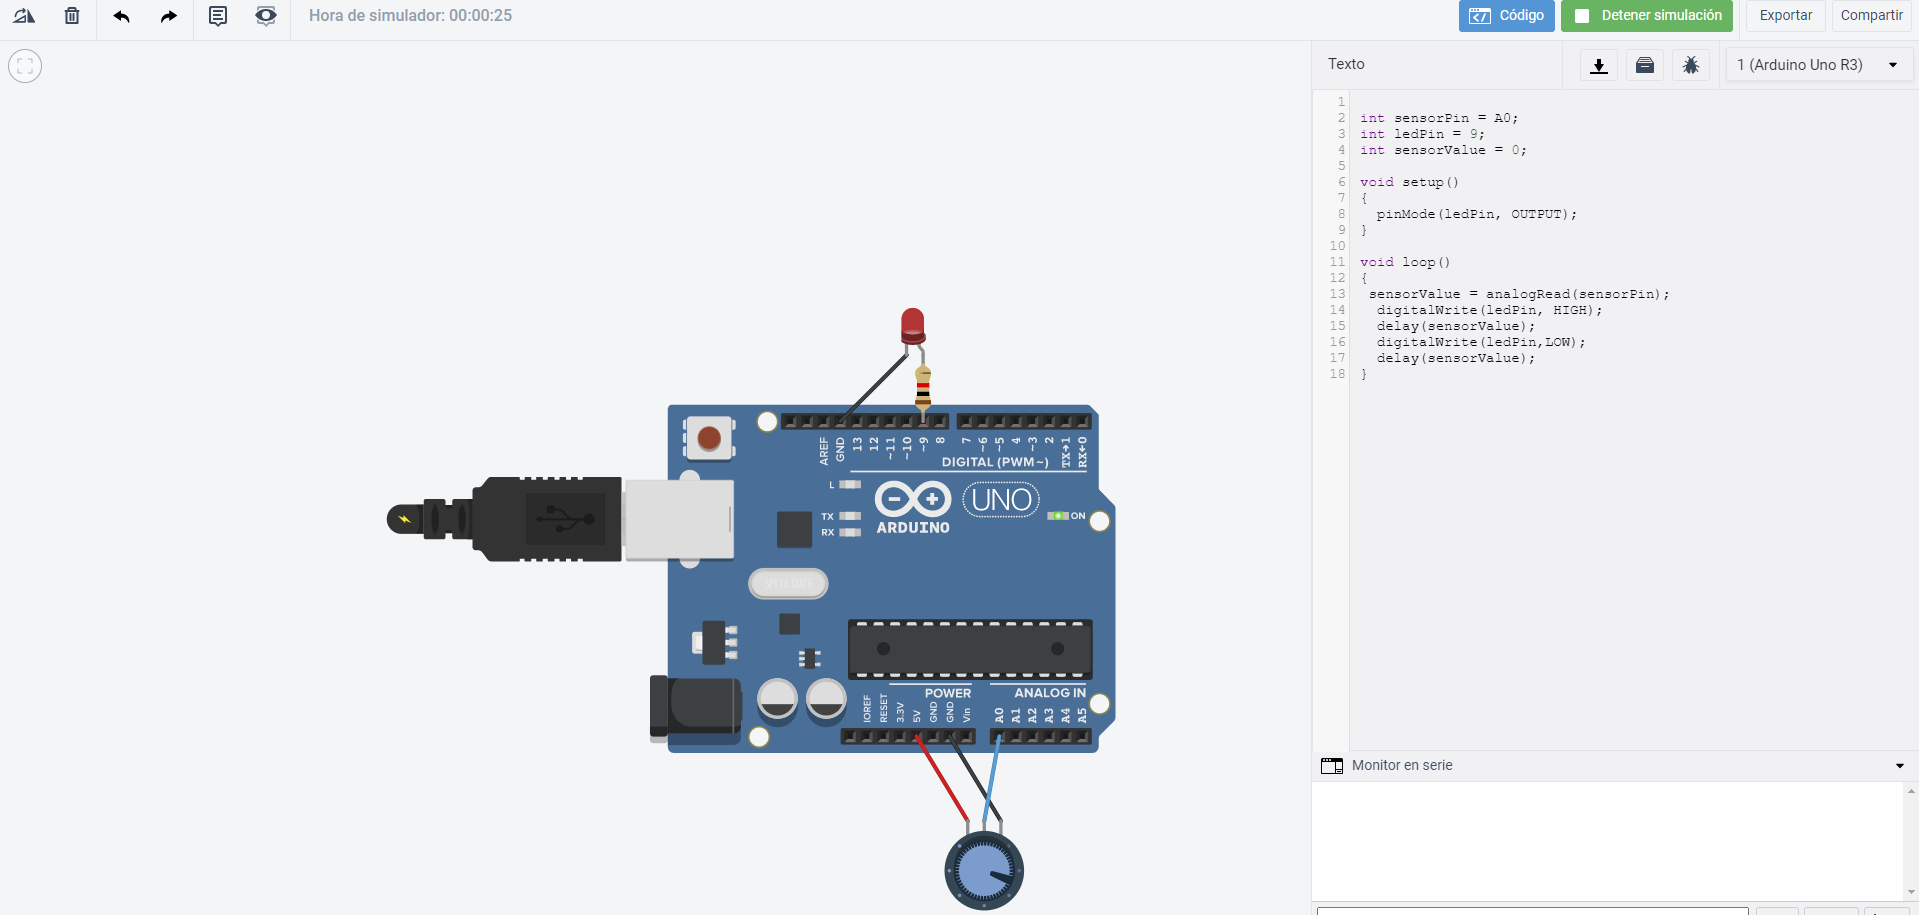 Hora de simulador: 00:00:25
Código
Detener simulación
Exportar
Compartir
Texto
1 (Arduino Uno R3)
1
2 int sensorPin = A0;
3 int ledPin = 9;
4 int sensorValue = 0;
5
6 void setup()
7 {
8 pinMode(ledPin, OUTPUT);
9 }
10
11 void loop()
12 {
13 sensorValue = analogRead(sensorPin);
14 digitalWrite(ledPin, HIGH);
15 delay(sensorValue);
16 digitalWrite(ledPin,LOW);
17 delay(sensorValue);
18 }
AREF GND 13 12 ~11 ~10 ~9 8 7 ~6 ~5 4 ~3 2 TX→1 RX←0
DIGITAL (PWM~)
L
TX
RX
ARDUINO
UNO
ON
POWER
ANALOG IN
IOREF RESET 3.3V 5V GND GND Vin A0 A1 A2 A3 A4 A5
Monitor en serie